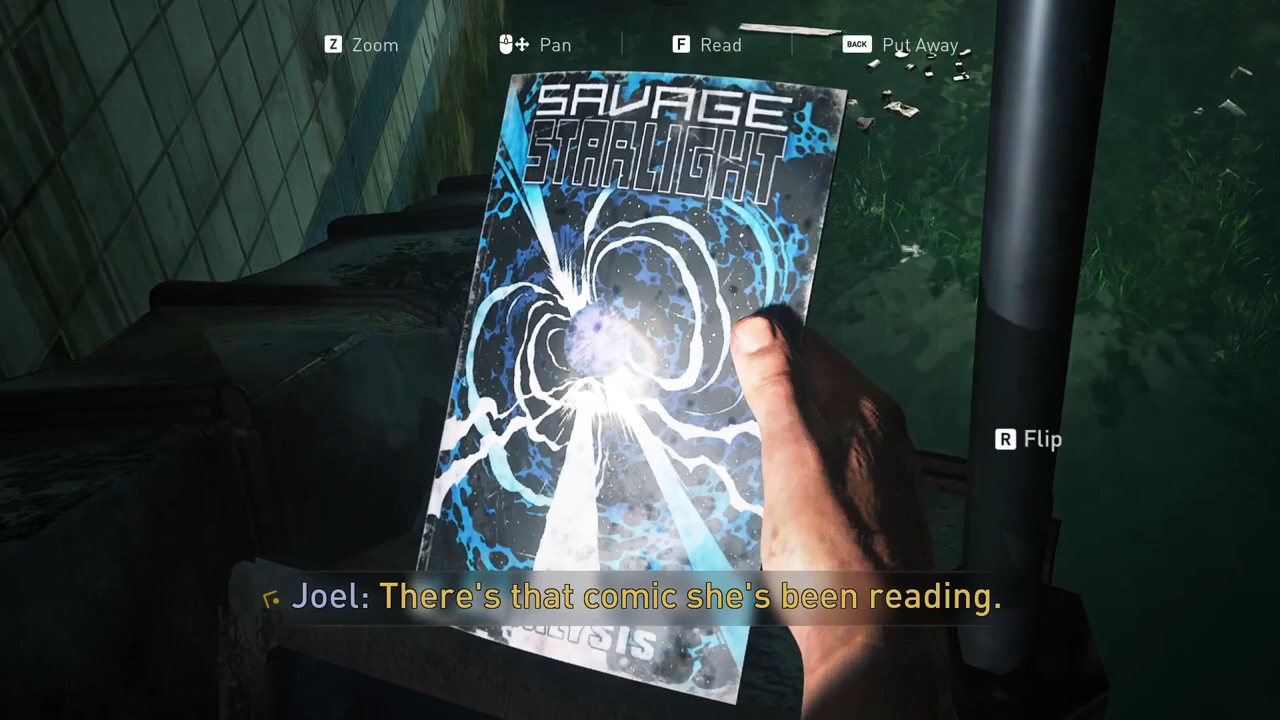 Z Zoom
Pan
F Read
BACK Put Away
SAVAGE
STARLIGHT
R Flip
Joel: There's that comic she's been reading.